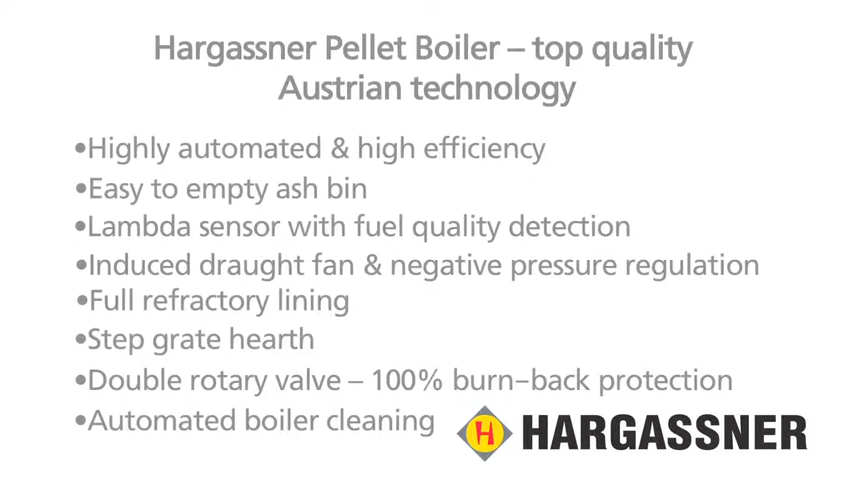 Hargassner Pellet Boiler – top quality
Austrian technology
•Highly automated & high efficiency
•Easy to empty ash bin
•Lambda sensor with fuel quality detection
•Induced draught fan & negative pressure regulation
•Full refractory lining
•Step grate hearth
•Double rotary valve – 100% burn-back protection
•Automated boiler cleaning
H HARGASSNER